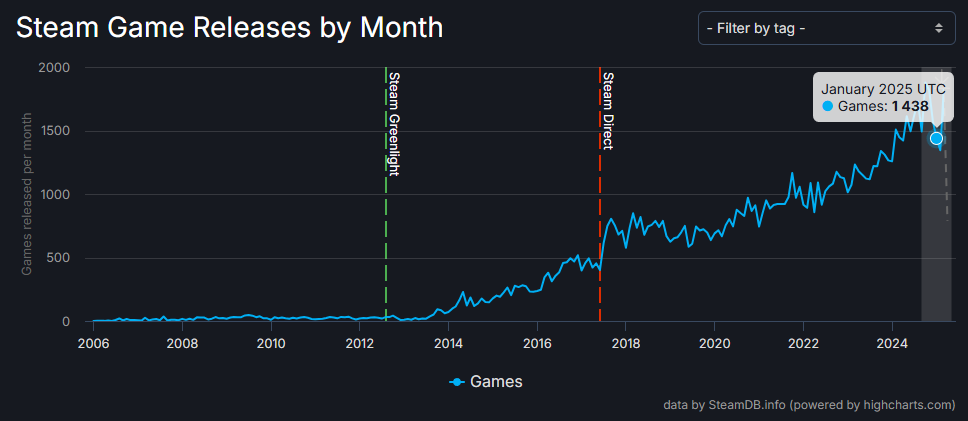 Steam Game Releases by Month
- Filter by tag -
2000
1500
1000
500
0
Games released per month
Steam Greenlight
Steam Direct
January 2025 UTC
Games: 1 438
2006 2008 2010 2012 2014 2016 2018 2020 2022 2024
Games
data by SteamDB.info (powered by highcharts.com)